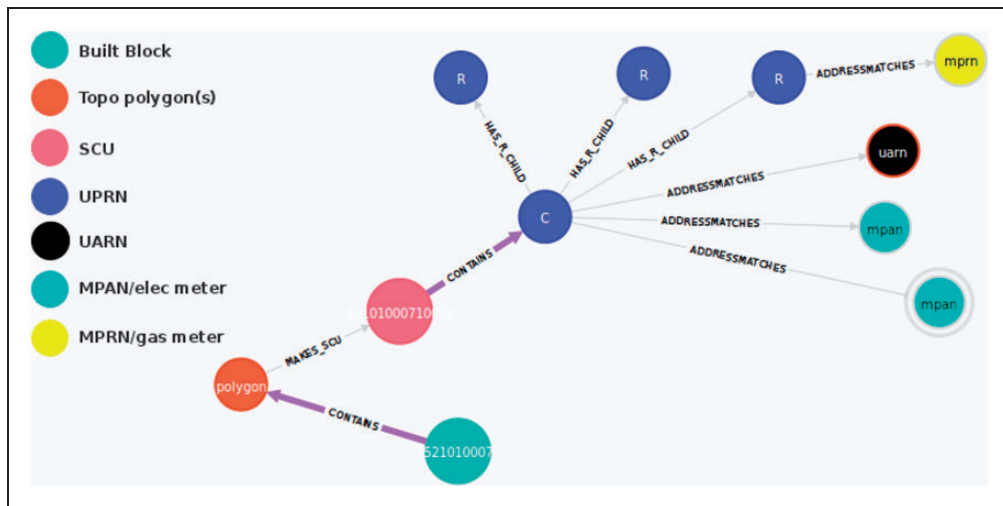 Built Block
Topo polygon(s)
SCU
UPRN
UARN
MPAN/elec meter
MPRN/gas meter
R
R
R
ADDRESSMATCHES
mprn
HAS_R_CHILD
HAS_R_CHILD
HAS_R_CHILD
uarn
ADDRESSMATCHES
C
ADDRESSMATCHES
mpan
ADDRESSMATCHES
mpan
CONTAINS
MAKES_SCU
polygon
CONTAINS
521010007